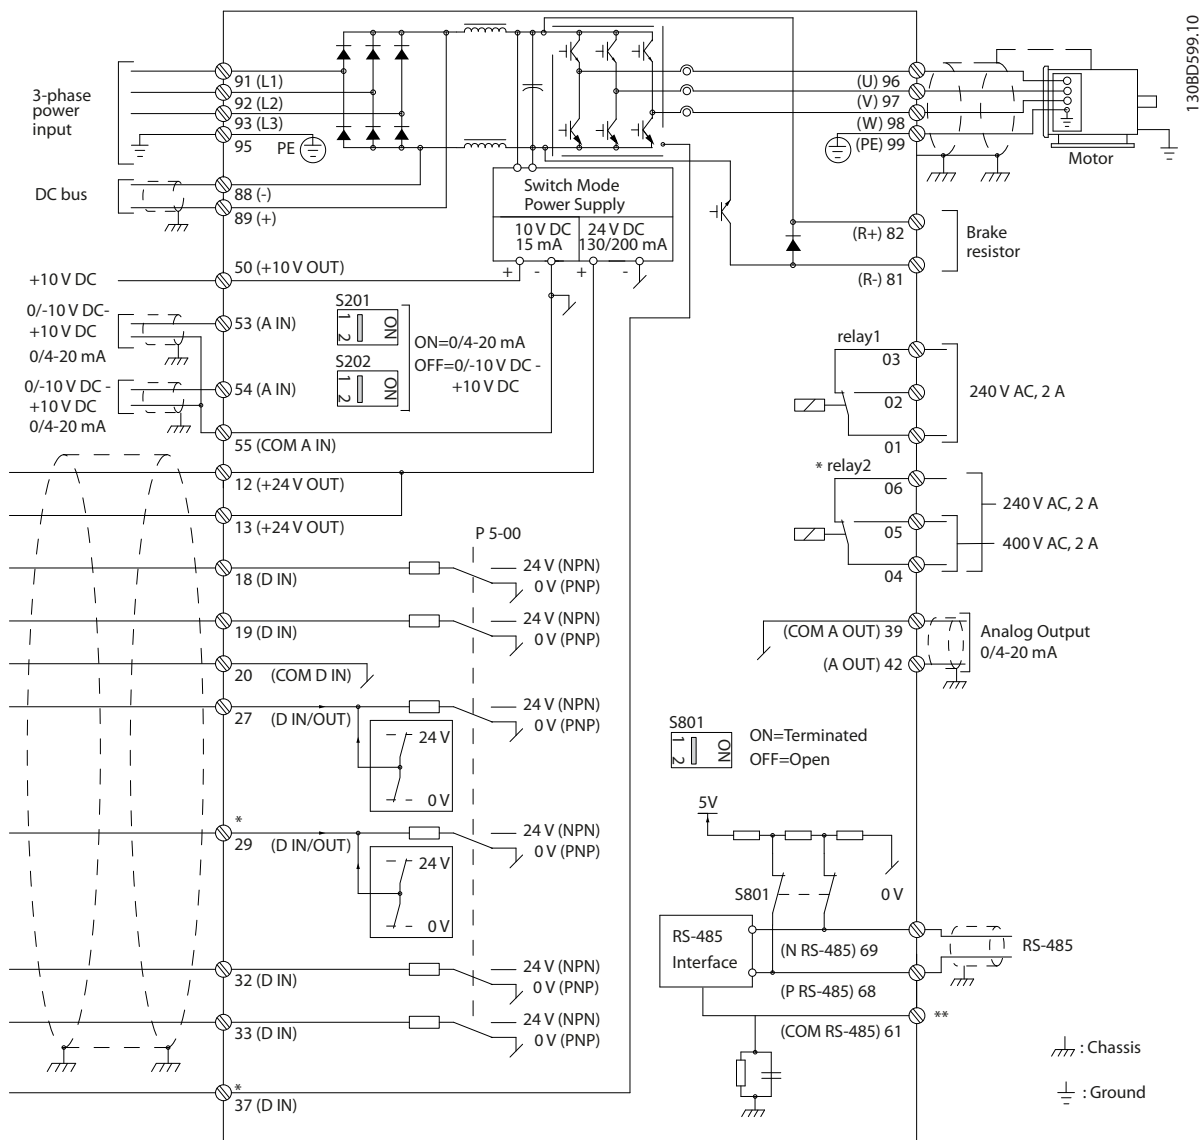 130BD599.10
3-phase
power
input
91 (L1)
92 (L2)
93 (L3)
95
PE
DC bus
88 (-)
89 (+)
+10 V DC
50 (+10 V OUT)
0/-10 V DC-
+10 V DC
0/4-20 mA
53 (A IN)
0/-10 V DC -
+10 V DC
0/4-20 mA
54 (A IN)
55 (COM A IN)
12 (+24 V OUT)
13 (+24 V OUT)
18 (D IN)
19 (D IN)
20 (COM D IN)
27 (D IN/OUT)
24 V
0 V
*
29 (D IN/OUT)
24 V
0 V
32 (D IN)
33 (D IN)
*
37 (D IN)
Switch Mode
Power Supply
10 V DC
15 mA
24 V DC
130/200 mA
+ - + -
S201
1 2 ON
S202
1 2 ON
ON=0/4-20 mA
OFF=0/-10 V DC -
+10 V DC
P 5-00
24 V (NPN)
0 V (PNP)
24 V (NPN)
0 V (PNP)
24 V (NPN)
0 V (PNP)
24 V (NPN)
0 V (PNP)
24 V (NPN)
0 V (PNP)
24 V (NPN)
0 V (PNP)
(U) 96
(V) 97
(W) 98
(PE) 99
Motor
(R+) 82
Brake
resistor
(R-) 81
relay1
03
02
01
240 V AC, 2 A
* relay2
06
05
04
240 V AC, 2 A
400 V AC, 2 A
(COM A OUT) 39
(A OUT) 42
Analog Output
0/4-20 mA
S801
1 2 ON
ON=Terminated
OFF=Open
5V
S801
0 V
RS-485
Interface
(N RS-485) 69
(P RS-485) 68
(COM RS-485) 61
RS-485
**
: Chassis
: Ground